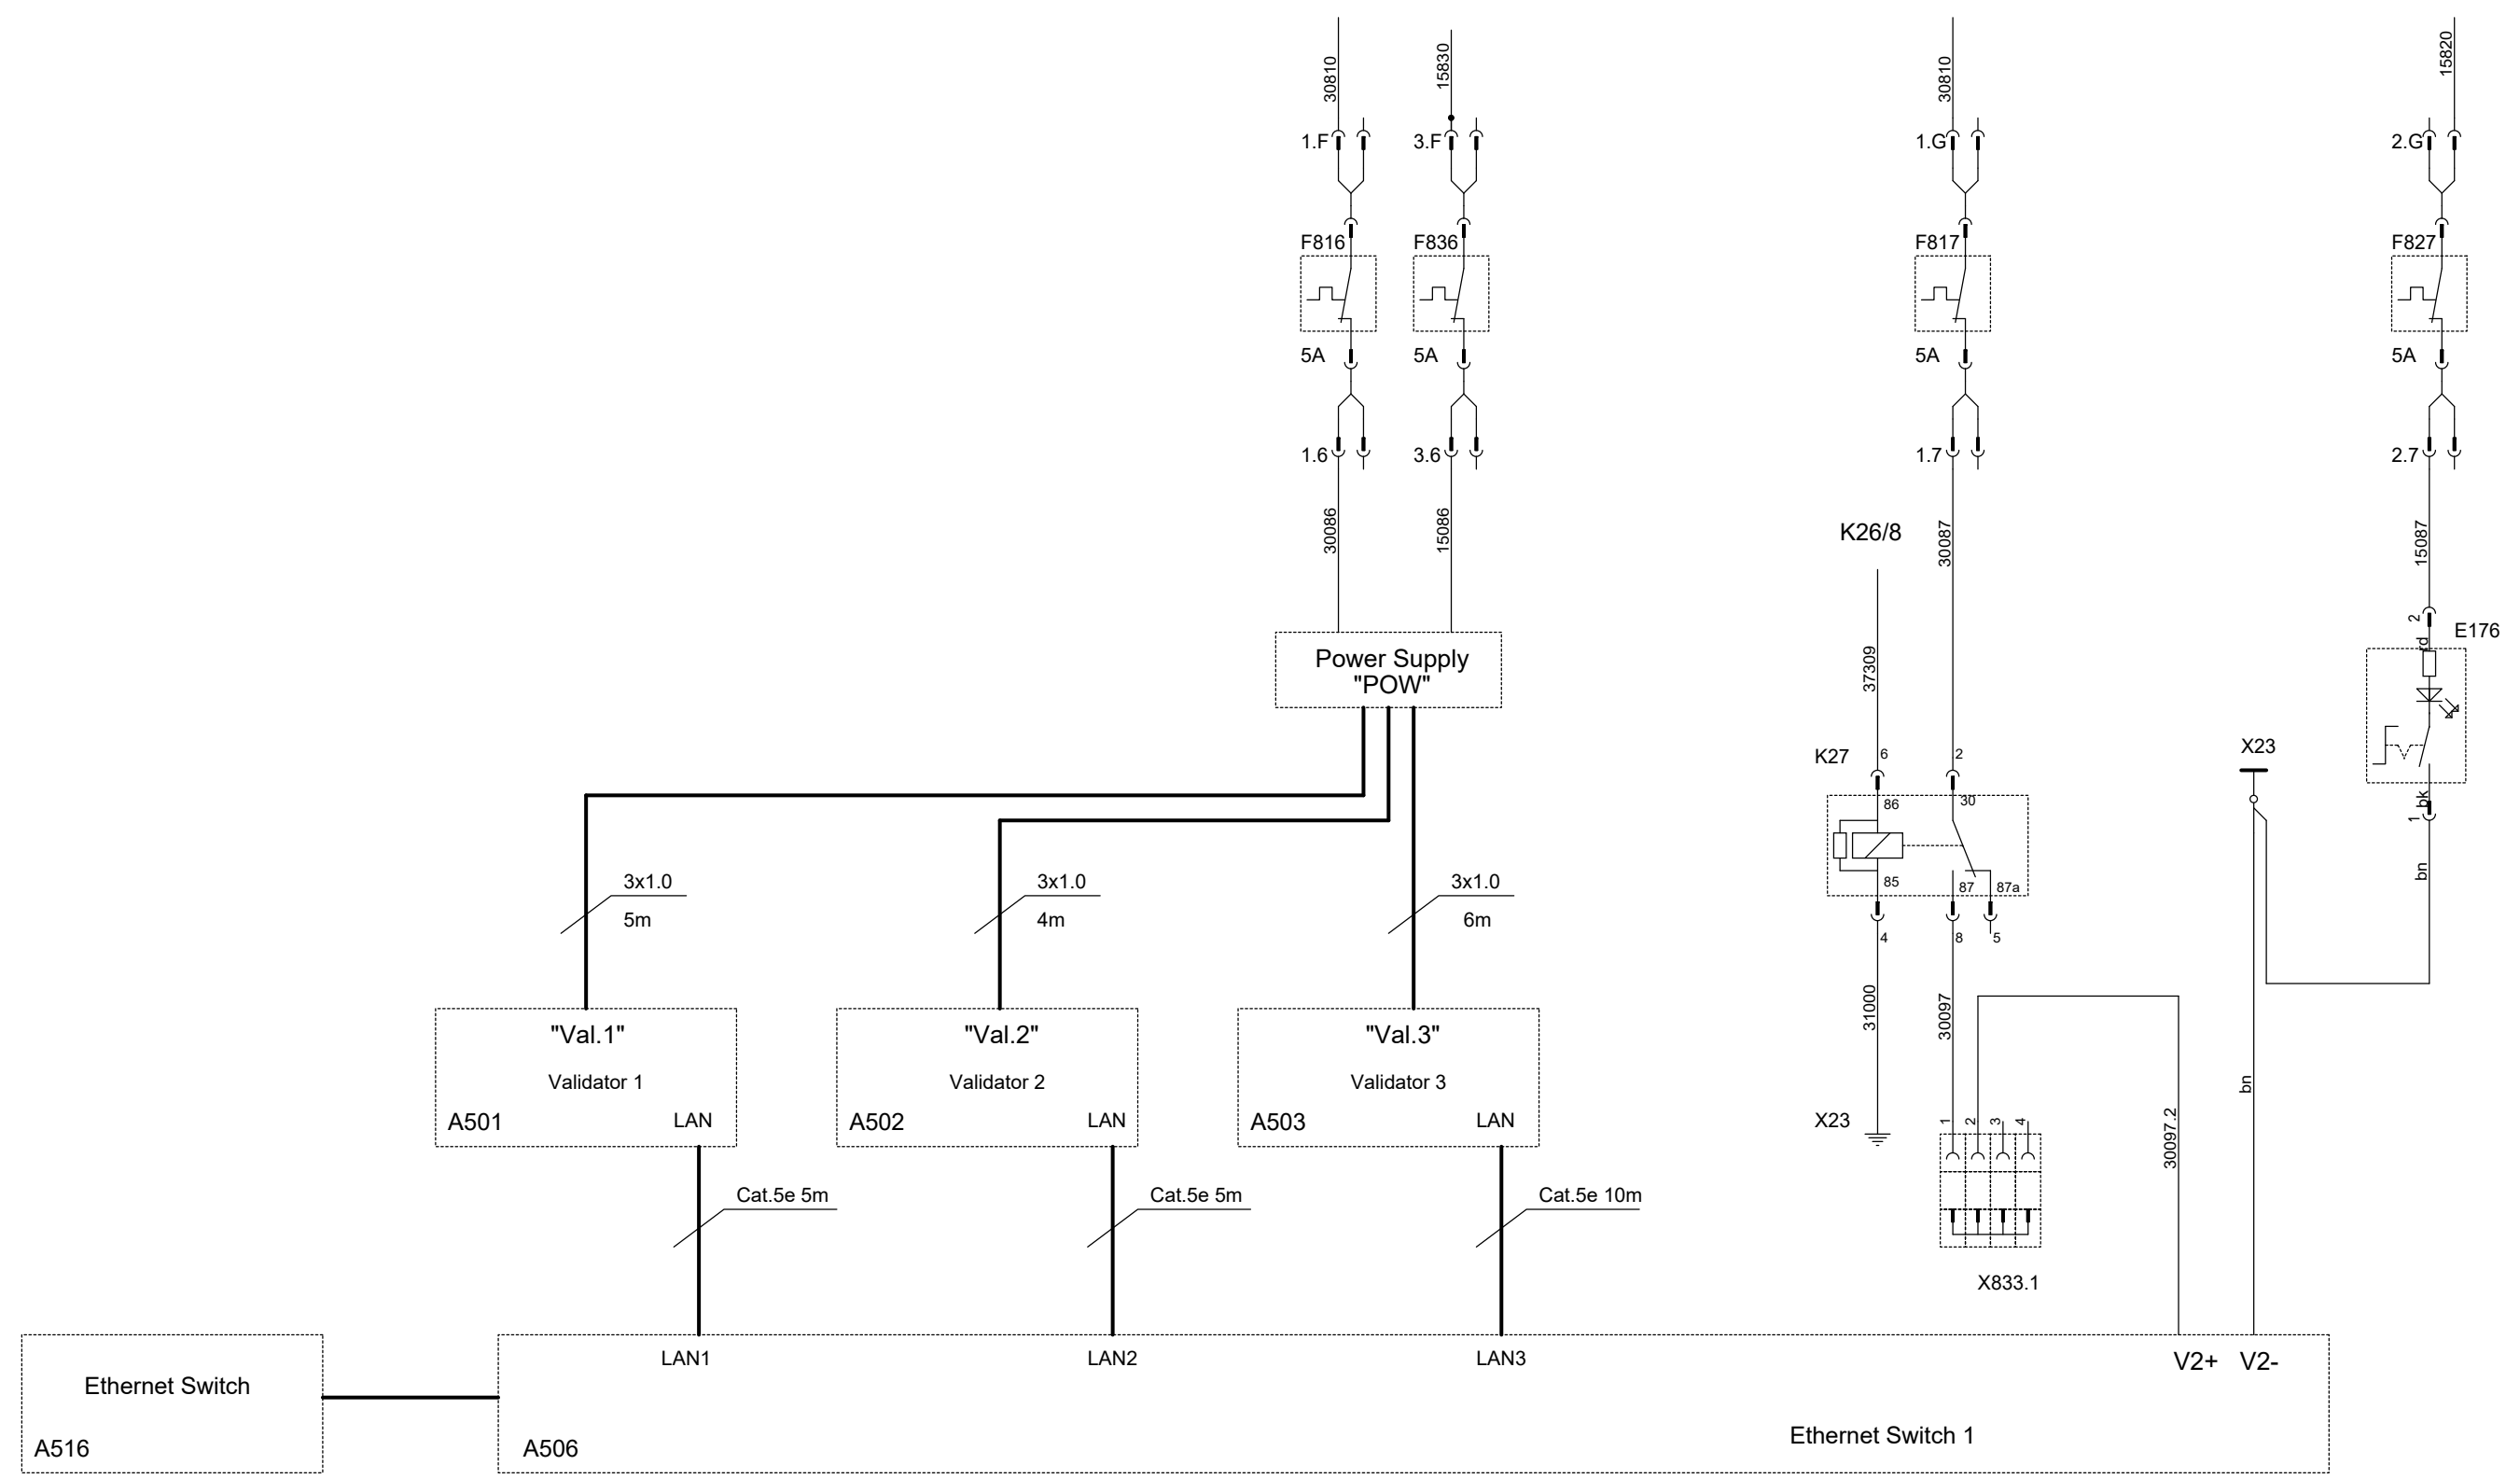 30810
15830
30810
15820
1.F
3.F
1.G
2.G
F816
F836
F817
F827
5A
5A
5A
5A
1.6
3.6
1.7
2.7
30086
15086
K26/8
30087
15087
2
rd
E176
Power Supply
"POW"
37309
X23
K27
6
2
86
30
bk
1
85
87
87a
bn
3x1.0
3x1.0
3x1.0
5m
4m
6m
4
8
5
31000
30097
"Val.1"
"Val.2"
"Val.3"
Validator 1
Validator 2
Validator 3
bn
A501
LAN
A502
LAN
A503
LAN
X23
1
2
3
4
30097.2
Cat.5e 5m
Cat.5e 5m
Cat.5e 10m
X833.1
LAN1
LAN2
LAN3
V2+
V2-
Ethernet Switch
Ethernet Switch 1
A516
A506